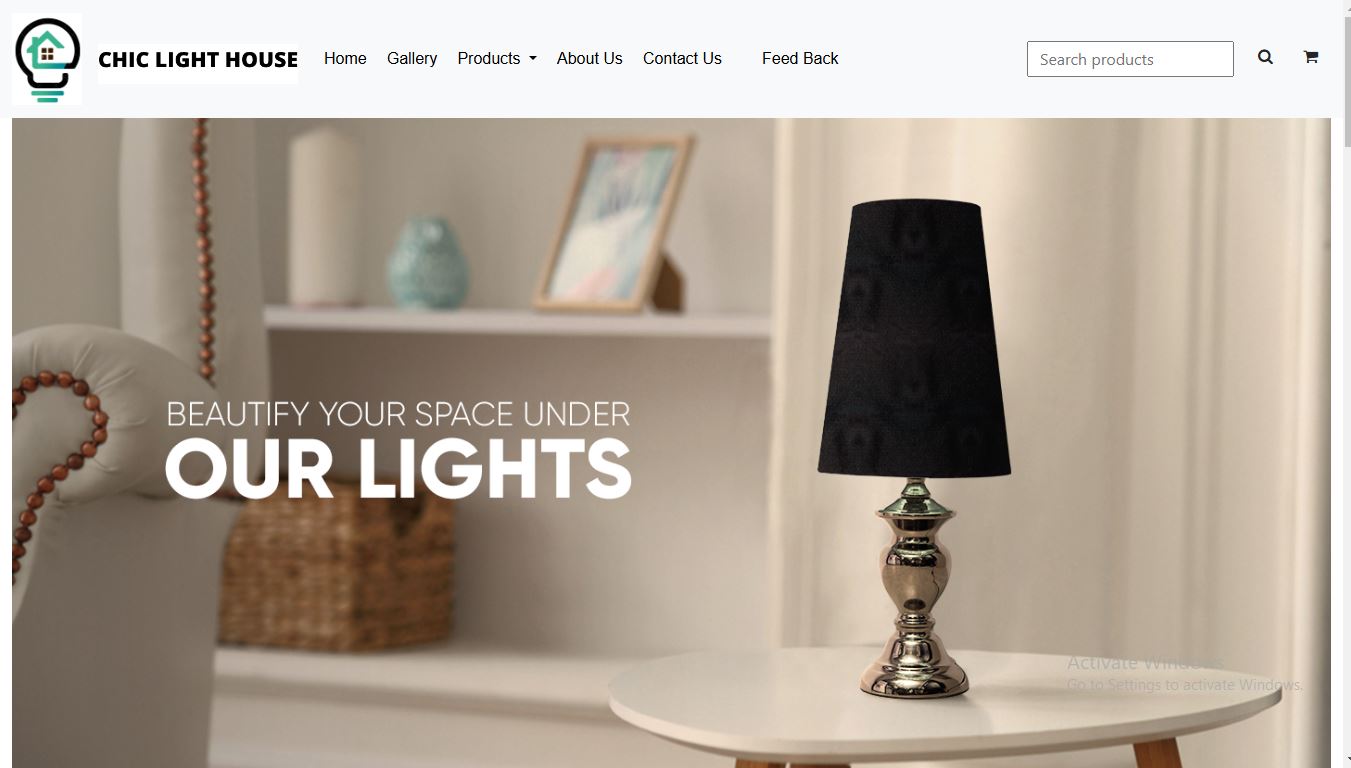 CHIC LIGHT HOUSE
Home
Gallery
Products
About Us
Contact Us
Feed Back
Search products
BEAUTIFY YOUR SPACE UNDER
OUR LIGHTS
Activate Windows
Go to Settings to activate Windows.